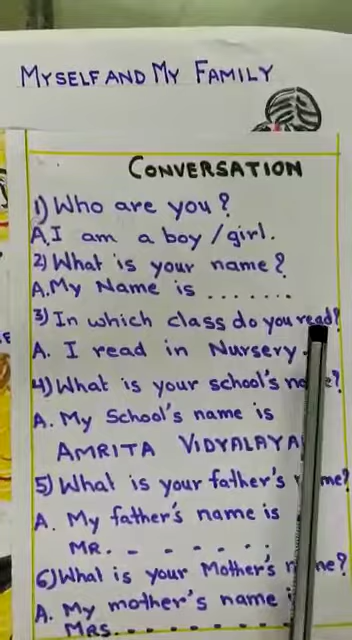 MYSELF AND MY FAMILY
CONVERSATION
1) Who are you?
A. I am a boy/girl.
2) What is your name?
A. My Name is .......
3) In which class do you read?
A. I read in Nursery.
4) What is your school's na e?
A. My School's name is
AMRITA VIDYALAYA
5) What is your father's me?
A. My father's name is
MR. - - - - - -
6) What is your Mother's n me?
A. My mother's name
MRS. - - - - - - - -